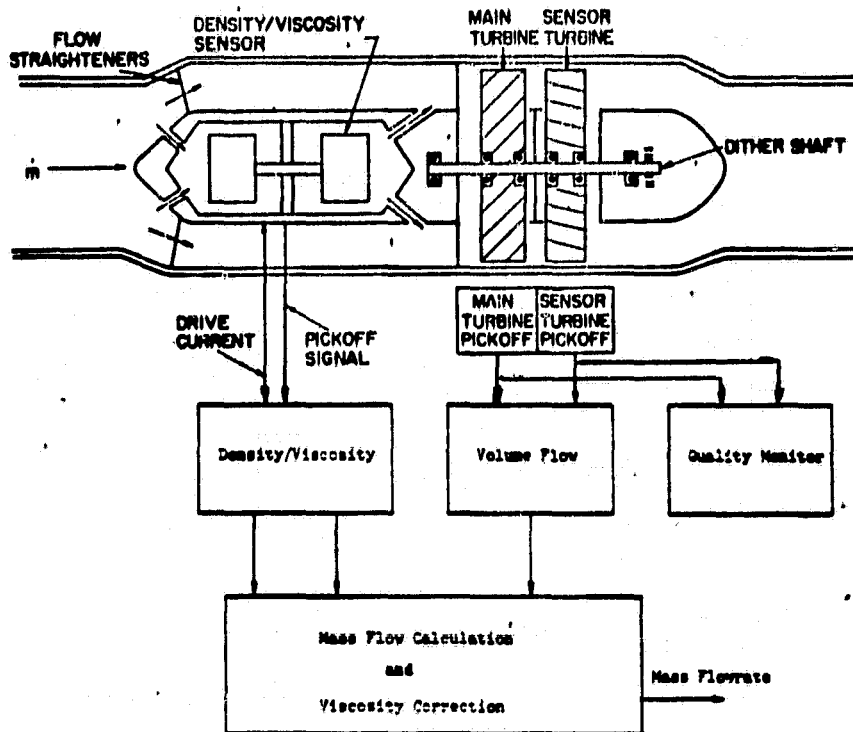 FLOW
STRAIGHTENERS
DENSITY/VISCOSITY
SENSOR
MAIN
TURBINE
SENSOR
TURBINE
ṁ
DITHER SHAFT
DRIVE
CURRENT
PICKOFF
SIGNAL
MAIN
TURBINE
PICKOFF
SENSOR
TURBINE
PICKOFF
Density/Viscosity
Volume Flow
Quality Monitor
Mass Flow Calculation
and
Viscosity Correction
Mass Flowrate